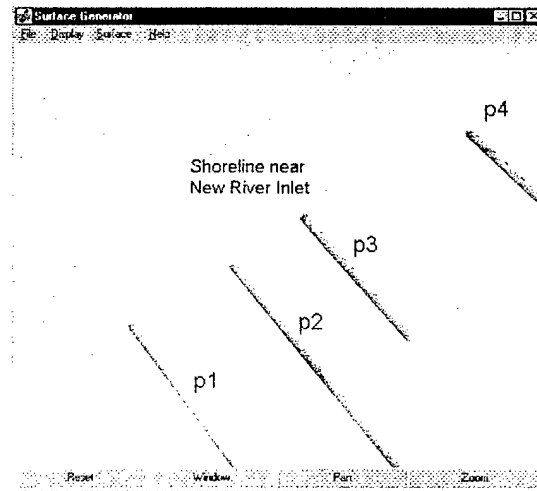 Surface Generator
File Display Surface Help
p4
Shoreline near
New River Inlet
p3
p2
p1
Reset Window Pan Zoom